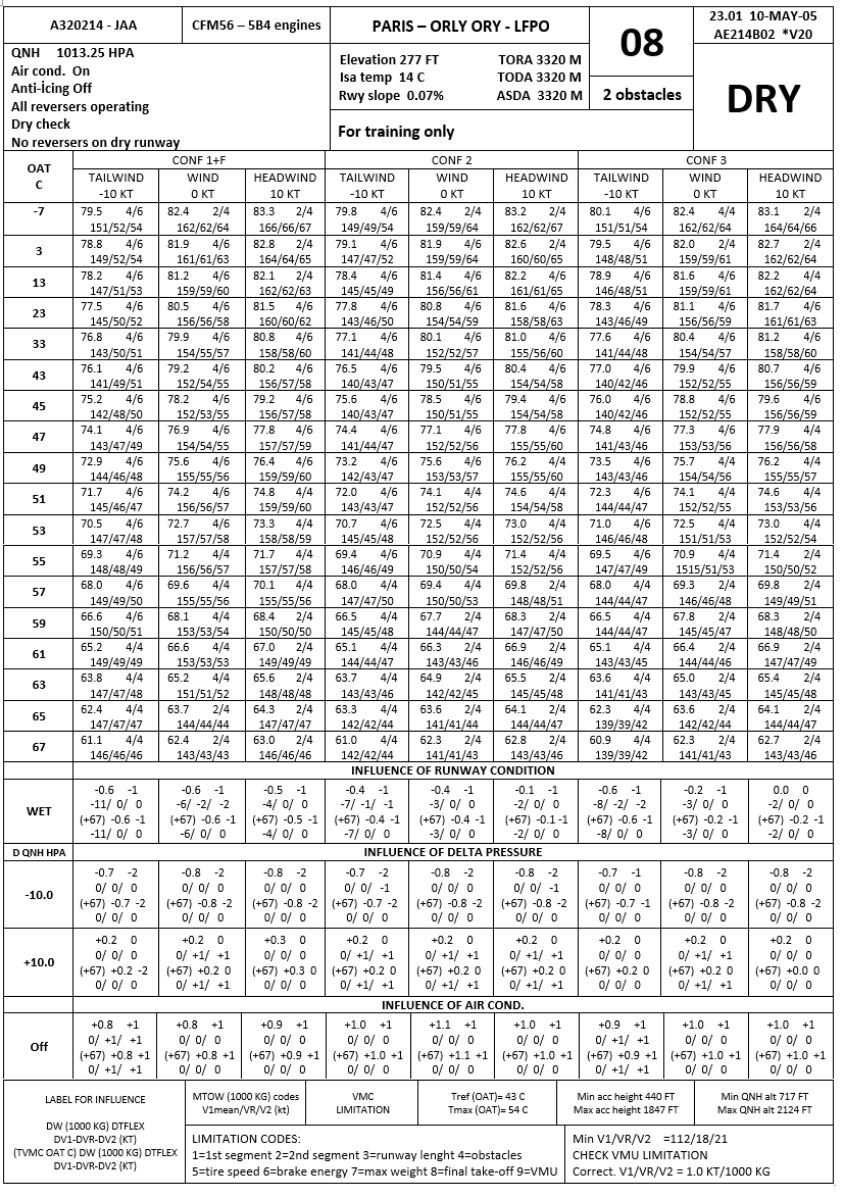 A320214 - JAA CFM56 – 5B4 engines PARIS – ORLY ORY - LFPO 08 23.01 10-MAY-05
AE214B02 *V20
QNH 1013.25 HPA
Air cond. On
Anti-İcing Off
All reversers operating
Dry check
No reversers on dry runway
Elevation 277 FT TORA 3320 M
Isa temp 14 C TODA 3320 M
Rwy slope 0.07% ASDA 3320 M
2 obstacles
DRY
For training only
OAT
C
CONF 1+F CONF 2 CONF 3
TAILWIND WIND HEADWIND TAILWIND WIND HEADWIND TAILWIND WIND HEADWIND
-10 KT 0 KT 10 KT -10 KT 0 KT 10 KT -10 KT 0 KT 10 KT
-7 79.5 4/6 82.4 2/4 83.3 2/4 79.8 4/6 82.4 2/4 83.2 2/4 80.1 4/6 82.4 4/4 83.1 2/4
151/52/54 162/62/64 166/66/67 149/49/54 159/59/64 162/62/67 151/51/54 162/62/64 164/64/66
3 78.8 4/6 81.9 4/6 82.8 2/4 79.1 4/6 81.9 4/6 82.6 2/4 79.5 4/6 82.0 2/4 82.7 2/4
149/52/54 161/61/63 164/64/65 147/47/52 159/59/64 160/60/65 148/48/51 159/59/61 162/62/64
13 78.2 4/6 81.2 4/6 82.1 2/4 78.4 4/6 81.4 4/6 82.2 4/6 78.9 4/6 81.6 4/6 82.2 4/4
147/51/53 159/59/60 162/62/63 145/45/49 156/56/61 161/61/65 146/48/51 159/59/61 162/62/64
23 77.5 4/6 80.5 4/6 81.5 4/6 77.8 4/6 80.8 4/6 81.6 4/6 78.3 4/6 81.1 4/6 81.7 4/6
145/50/52 156/56/58 160/60/62 143/46/50 154/54/59 158/58/63 143/46/49 156/56/59 161/61/63
33 76.8 4/6 79.9 4/6 80.8 4/6 77.1 4/6 80.1 4/6 81.0 4/6 77.6 4/6 80.4 4/6 81.2 4/6
143/50/51 154/55/57 158/58/60 141/44/48 152/52/57 155/56/60 141/44/48 154/54/57 158/58/60
43 76.1 4/6 79.2 4/6 80.2 4/6 76.5 4/6 79.5 4/6 80.4 4/6 77.0 4/6 79.9 4/6 80.7 4/6
141/49/51 152/54/55 156/57/58 140/43/47 150/51/55 154/54/58 140/42/46 152/52/55 156/56/59
45 75.2 4/6 78.2 4/6 79.2 4/6 75.6 4/6 78.5 4/6 79.4 4/6 76.0 4/6 78.8 4/6 79.6 4/6
142/48/50 152/53/55 156/57/58 140/43/47 150/51/55 154/54/58 140/42/46 152/52/55 156/56/59
47 74.1 4/6 76.9 4/6 77.8 4/6 74.4 4/6 77.1 4/6 77.8 4/4 74.8 4/6 77.3 4/6 77.9 4/4
143/47/49 154/54/55 157/57/59 141/44/47 152/52/56 155/55/60 141/43/46 153/53/56 156/56/58
49 72.9 4/6 75.6 4/6 76.4 4/6 73.2 4/6 75.6 4/6 76.2 4/4 73.5 4/6 75.7 4/4 76.2 4/4
144/46/48 155/55/56 159/59/60 142/43/47 153/53/57 155/55/60 143/43/46 154/54/56 155/55/57
51 71.7 4/6 74.2 4/6 74.8 4/4 72.0 4/6 74.1 4/4 74.6 4/4 72.3 4/6 74.1 4/4 74.6 4/4
145/46/47 156/56/57 159/59/60 143/43/47 152/52/56 154/54/58 144/44/47 152/52/55 153/53/56
53 70.5 4/6 72.7 4/6 73.3 4/4 70.7 4/6 72.5 4/4 73.0 4/4 71.0 4/6 72.5 4/4 73.0 4/4
147/47/48 157/57/58 158/58/59 145/45/48 152/52/56 152/52/56 146/46/48 151/51/53 152/52/54
55 69.3 4/6 71.2 4/4 71.7 4/4 69.4 4/6 70.9 4/4 71.4 4/4 69.5 4/6 70.9 4/4 71.4 2/4
148/48/49 156/56/57 157/57/58 146/46/49 150/50/54 152/52/56 147/47/49 1515/51/53 150/50/52
57 68.0 4/6 69.6 4/4 70.1 4/4 68.0 4/4 69.4 4/4 69.8 2/4 68.0 4/4 69.3 2/4 69.8 2/4
149/49/50 155/55/56 155/55/56 147/47/50 150/50/53 148/48/51 144/44/47 146/46/48 149/49/51
59 66.6 4/6 68.1 4/4 68.4 2/4 66.5 4/4 67.7 2/4 68.3 2/4 66.5 4/4 67.8 2/4 68.3 2/4
150/50/51 153/53/54 150/50/50 145/45/48 144/44/47 147/47/50 144/44/47 145/45/47 148/48/50
61 65.2 4/4 66.6 4/4 67.0 2/4 65.1 4/4 66.3 2/4 66.9 2/4 65.1 4/4 66.4 2/4 66.9 2/4
149/49/49 153/53/53 149/49/49 144/44/47 143/43/46 146/46/49 143/43/45 144/44/46 147/47/49
63 63.8 4/4 65.2 4/4 65.6 2/4 63.7 4/4 64.9 2/4 65.5 2/4 63.6 4/4 65.0 2/4 65.4 2/4
147/47/48 151/51/52 148/48/48 143/43/46 142/42/45 145/45/48 141/41/43 143/43/45 145/45/48
65 62.4 4/4 63.7 2/4 64.3 2/4 63.3 4/4 63.6 2/4 64.1 2/4 62.3 4/4 63.6 2/4 64.1 2/4
147/47/47 144/44/44 147/47/47 142/42/44 141/41/44 144/44/47 139/39/42 142/42/44 144/44/47
67 61.1 4/4 62.4 2/4 63.0 2/4 61.0 4/4 62.3 2/4 62.8 2/4 60.9 4/4 62.3 2/4 62.7 2/4
146/46/46 143/43/43 146/46/46 142/42/44 141/41/43 143/43/46 139/39/42 141/41/43 143/43/46
INFLUENCE OF RUNWAY CONDITION
WET -0.6 -1 -0.6 -1 -0.5 -1 -0.4 -1 -0.4 -1 -0.1 -1 -0.6 -1 -0.2 -1 0.0 0
-11/ 0/ 0 -6/ -2/ -2 -4/ 0/ 0 -7/ -1/ -1 -3/ 0/ 0 -2/ 0/ 0 -8/ -2/ -2 -3/ 0/ 0 -2/ 0/ 0
(+67) -0.6 -1 (+67) -0.6 -1 (+67) -0.5 -1 (+67) -0.4 -1 (+67) -0.4 -1 (+67) -0.1 -1 (+67) -0.6 -1 (+67) -0.2 -1 (+67) -0.2 -1
-11/ 0/ 0 -6/ 0/ 0 -4/ 0/ 0 -7/ 0/ 0 -3/ 0/ 0 -2/ 0/ 0 -8/ 0/ 0 -3/ 0/ 0 -2/ 0/ 0
D QNH HPA INFLUENCE OF DELTA PRESSURE
-10.0 -0.7 -2 -0.8 -2 -0.8 -2 -0.7 -2 -0.8 -2 -0.8 -2 -0.7 -1 -0.8 -2 -0.8 -2
0/ 0/ 0 0/ 0/ 0 0/ 0/ 0 0/ 0/ -1 0/ 0/ 0 0/ 0/ -1 0/ 0/ 0 0/ 0/ 0 0/ 0/ 0
(+67) -0.7 -2 (+67) -0.8 -2 (+67) -0.8 -2 (+67) -0.7 -2 (+67) -0.8 -2 (+67) -0.8 -2 (+67) -0.7 -1 (+67) -0.8 -2 (+67) -0.8 -2
0/ 0/ 0 0/ 0/ 0 0/ 0/ 0 0/ 0/ 0 0/ 0/ 0 0/ 0/ 0 0/ 0/ 0 0/ 0/ 0 0/ 0/ 0
+10.0 +0.2 0 +0.2 0 +0.3 0 +0.2 0 +0.2 0 +0.2 0 +0.2 0 +0.2 0 +0.2 0
0/ 0/ 0 0/ +1/ +1 0/ 0/ 0 0/ +1/ +1 0/ +1/ +1 0/ +1/ +1 0/ 0/ 0 0/ +1/ +1 0/ 0/ 0
(+67) +0.2 -2 (+67) +0.2 0 (+67) +0.3 0 (+67) +0.2 0 (+67) +0.2 0 (+67) +0.2 0 (+67) +0.2 0 (+67) +0.2 0 (+67) +0.0 0
0/ 0/ 0 0/ +1/ +1 0/ 0/ 0 0/ +1/ +1 0/ +1/ +1 0/ +1/ +1 0/ 0/ 0 0/ +1/ +1 0/ 0/ 0
INFLUENCE OF AIR COND.
Off +0.8 +1 +0.8 +1 +0.9 +1 +1.0 +1 +1.1 +1 +1.0 +1 +0.9 +1 +1.0 +1 +1.0 +1
0/ +1/ +1 0/ 0/ 0 0/ 0/ 0 0/ 0/ 0 0/ 0/ 0 0/ 0/ 0 0/ +1/ +1 0/ 0/ 0 0/ 0/ 0
(+67) +0.8 +1 (+67) +0.8 +1 (+67) +0.9 +1 (+67) +1.0 +1 (+67) +1.1 +1 (+67) +1.0 +1 (+67) +0.9 +1 (+67) +1.0 +1 (+67) +1.0 +1
0/ +1/ +1 0/ 0/ 0 0/ 0/ 0 0/ 0/ 0 0/ 0/ 0 0/ 0/ 0 0/ +1/ +1 0/ 0/ 0 0/ 0/ 0
LABEL FOR INFLUENCE
DW (1000 KG) DTFLEX
DV1-DVR-DV2 (KT)
(TVMC OAT C) DW (1000 KG) DTFLEX
DV1-DVR-DV2 (KT)
MTOW (1000 KG) codes
V1mean/VR/V2 (kt)
VMC
LIMITATION
Tref (OAT)= 43 C
Tmax (OAT)= 54 C
Min acc height 440 FT
Max acc height 1847 FT
Min QNH alt 717 FT
Max QNH alt 2124 FT
LIMITATION CODES:
1=1st segment 2=2nd segment 3=runway lenght 4=obstacles
5=tire speed 6=brake energy 7=max weight 8=final take-off 9=VMU
Min V1/VR/V2 =112/18/21
CHECK VMU LIMITATION
Correct. V1/VR/V2 = 1.0 KT/1000 KG